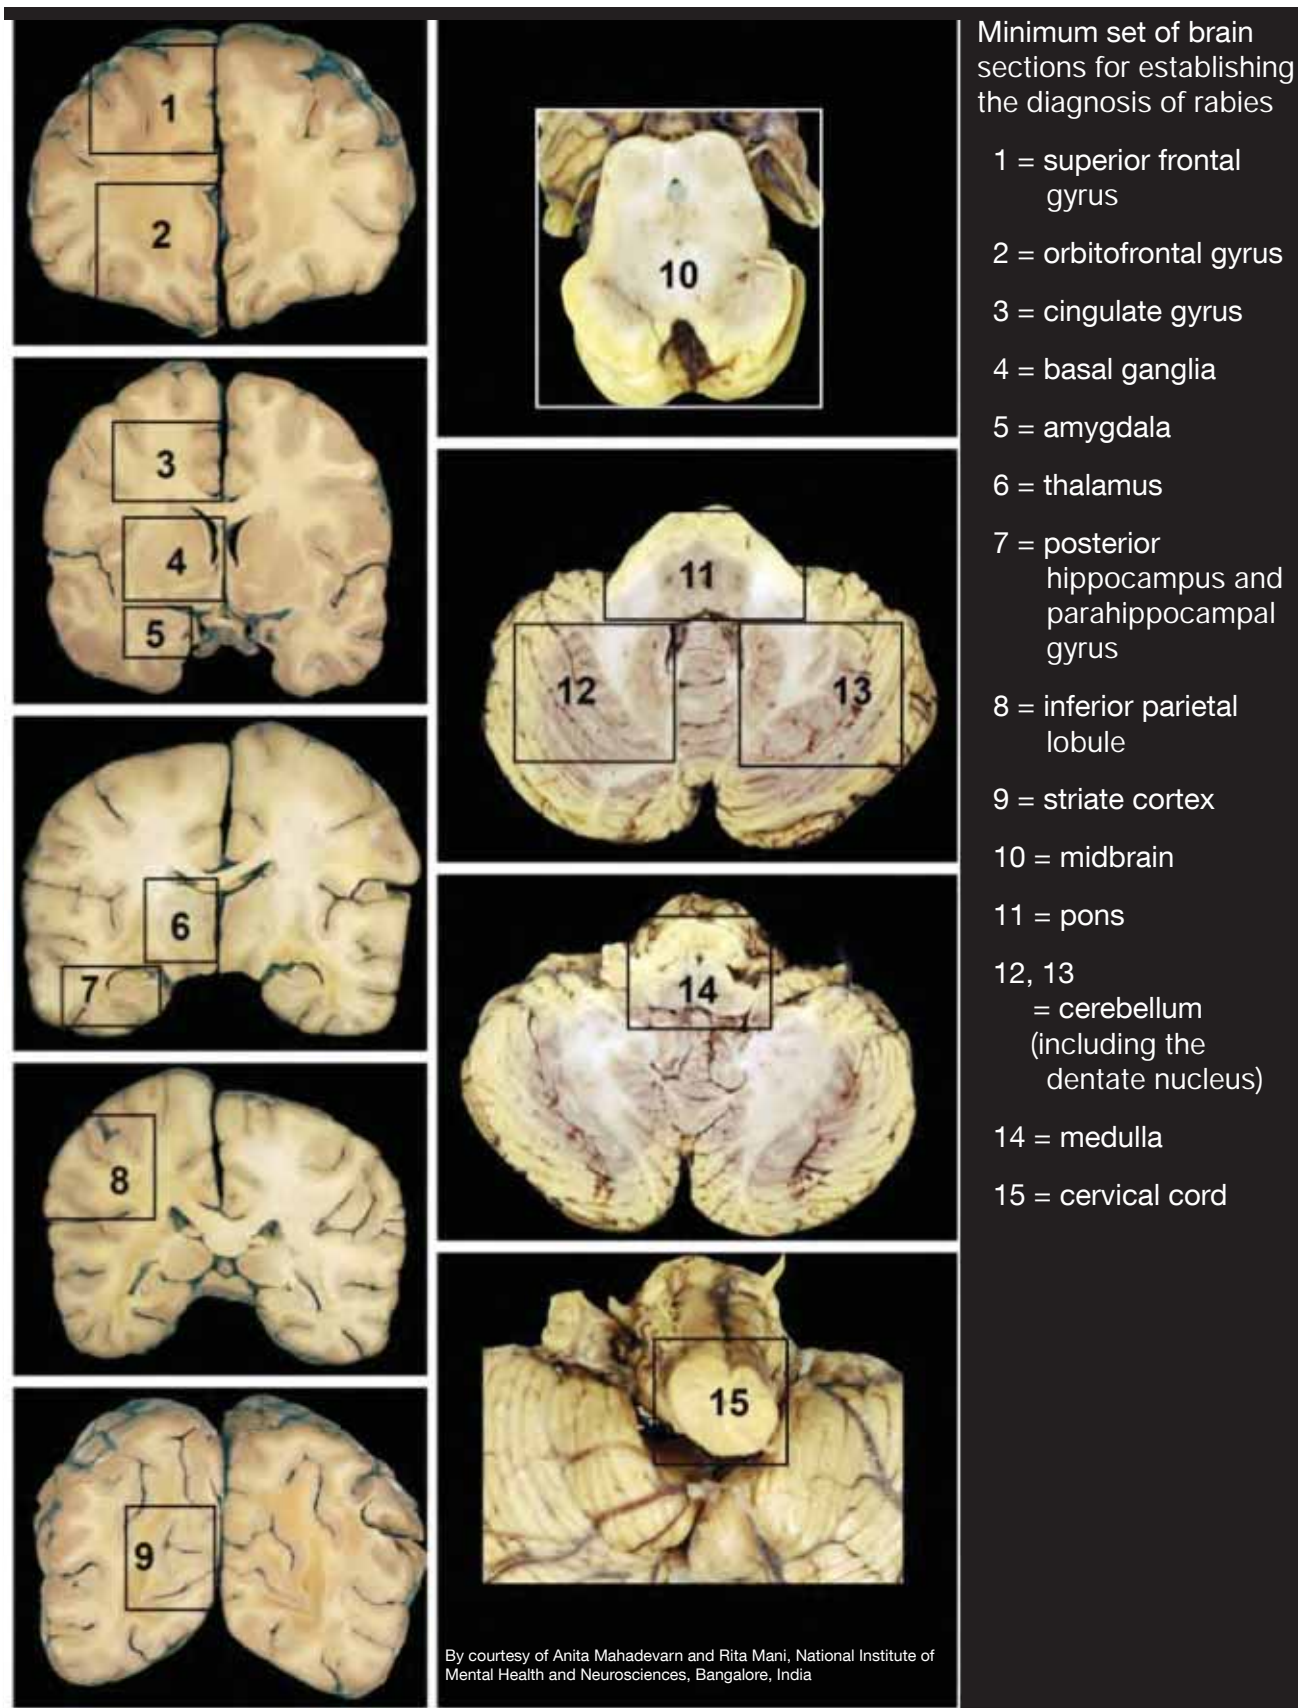 1
2
3
4
5
6
7
8
9
10
11
12
13
14
15
By courtesy of Anita Mahadevarn and Rita Mani, National Institute of
Mental Health and Neurosciences, Bangalore, India
Minimum set of brain
sections for establishing
the diagnosis of rabies
1 = superior frontal
gyrus
2 = orbitofrontal gyrus
3 = cingulate gyrus
4 = basal ganglia
5 = amygdala
6 = thalamus
7 = posterior
hippocampus and
parahippocampal
gyrus
8 = inferior parietal
lobule
9 = striate cortex
10 = midbrain
11 = pons
12, 13
= cerebellum
(including the
dentate nucleus)
14 = medulla
15 = cervical cord